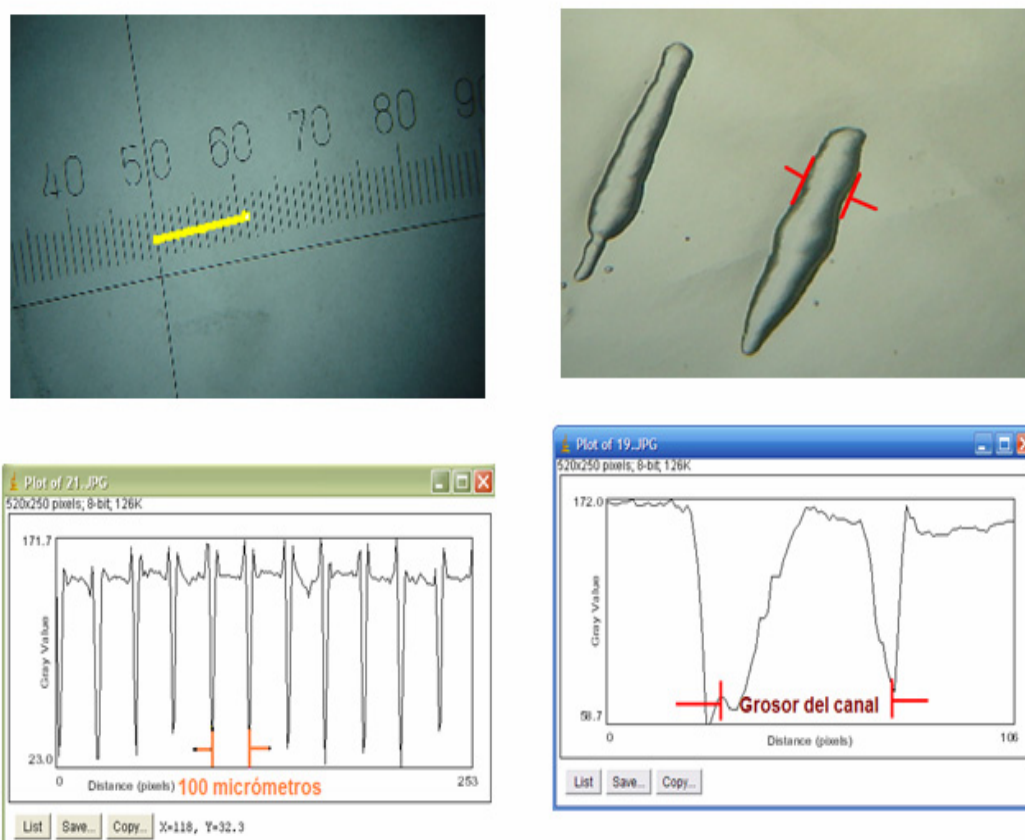 40 50 60 70 80 9
Plot of 21.JPG
520x250 pixels; 8-bit; 126K
171.7
Gray Value
23.0
0
Distance (pixels)
100 micrómetros
253
List Save... Copy... X=118, Y=32.3
Plot of 19.JPG
520x250 pixels; 8-bit; 126K
172.0
Gray Value
58.7
Grosor del canal
0
Distance (pixels)
106
List Save... Copy...